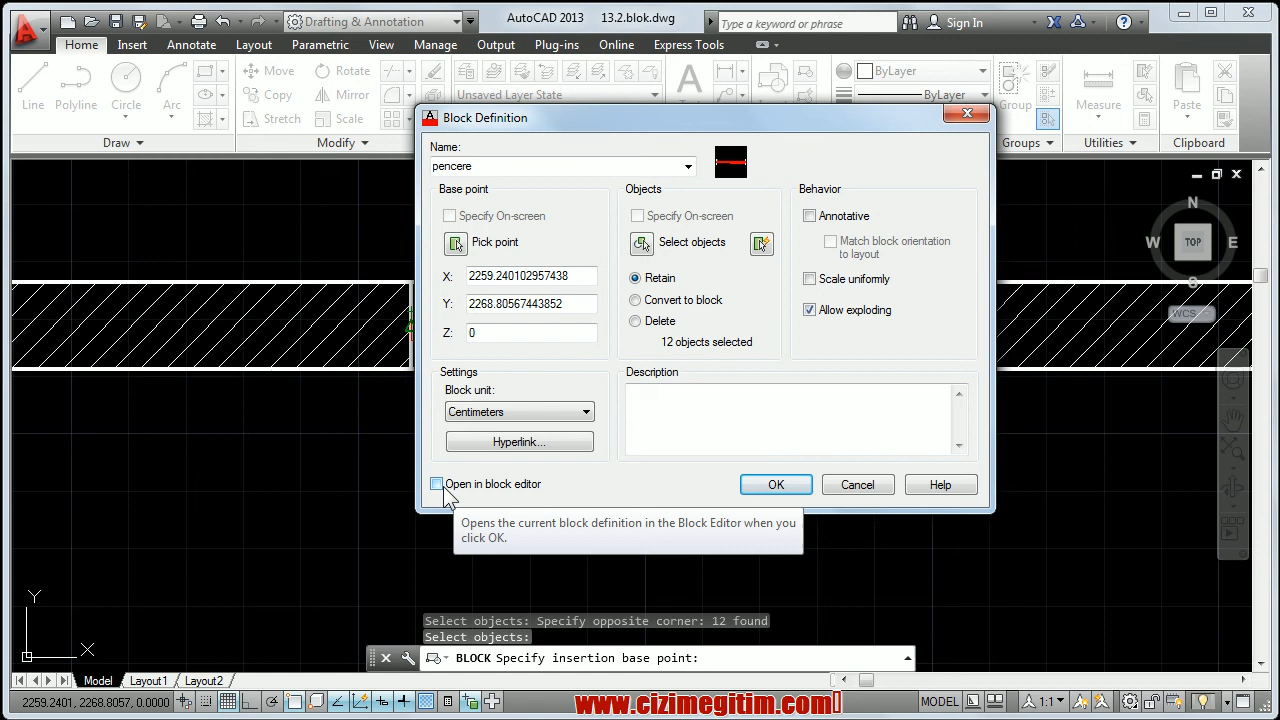 Drafting & Annotation
AutoCAD 2013 13.2.blok.dwg
Type a keyword or phrase
Sign In
Home Insert Annotate Layout Parametric View Manage Output Plug-ins Online Express Tools
Line Polyline Circle Arc
Move Rotate
Copy Mirror
Stretch Scale
Unsaved Layer State
ByLayer
ByLayer
Group Measure Paste
Draw Modify Groups Utilities Clipboard
Block Definition
Name:
pencere
Base point
Specify On-screen
Pick point
X: 2259.240102957438
Y: 2268.80567443852
Z: 0
Objects
Specify On-screen
Select objects
Retain
Convert to block
Delete
12 objects selected
Behavior
Annotative
Match block orientation
to layout
Scale uniformly
Allow exploding
Settings
Block unit:
Centimeters
Hyperlink...
Description
Open in block editor
OK Cancel Help
Opens the current block definition in the Block Editor when you
click OK.
N
W TOP E
S
WCS
Y
X
Select objects: Specify opposite corner: 12 found
Select objects:
BLOCK Specify insertion base point:
Model Layout1 Layout2
2259.2401, 2268.8057, 0.0000
MODEL
1:1
www.cizimegitim.com